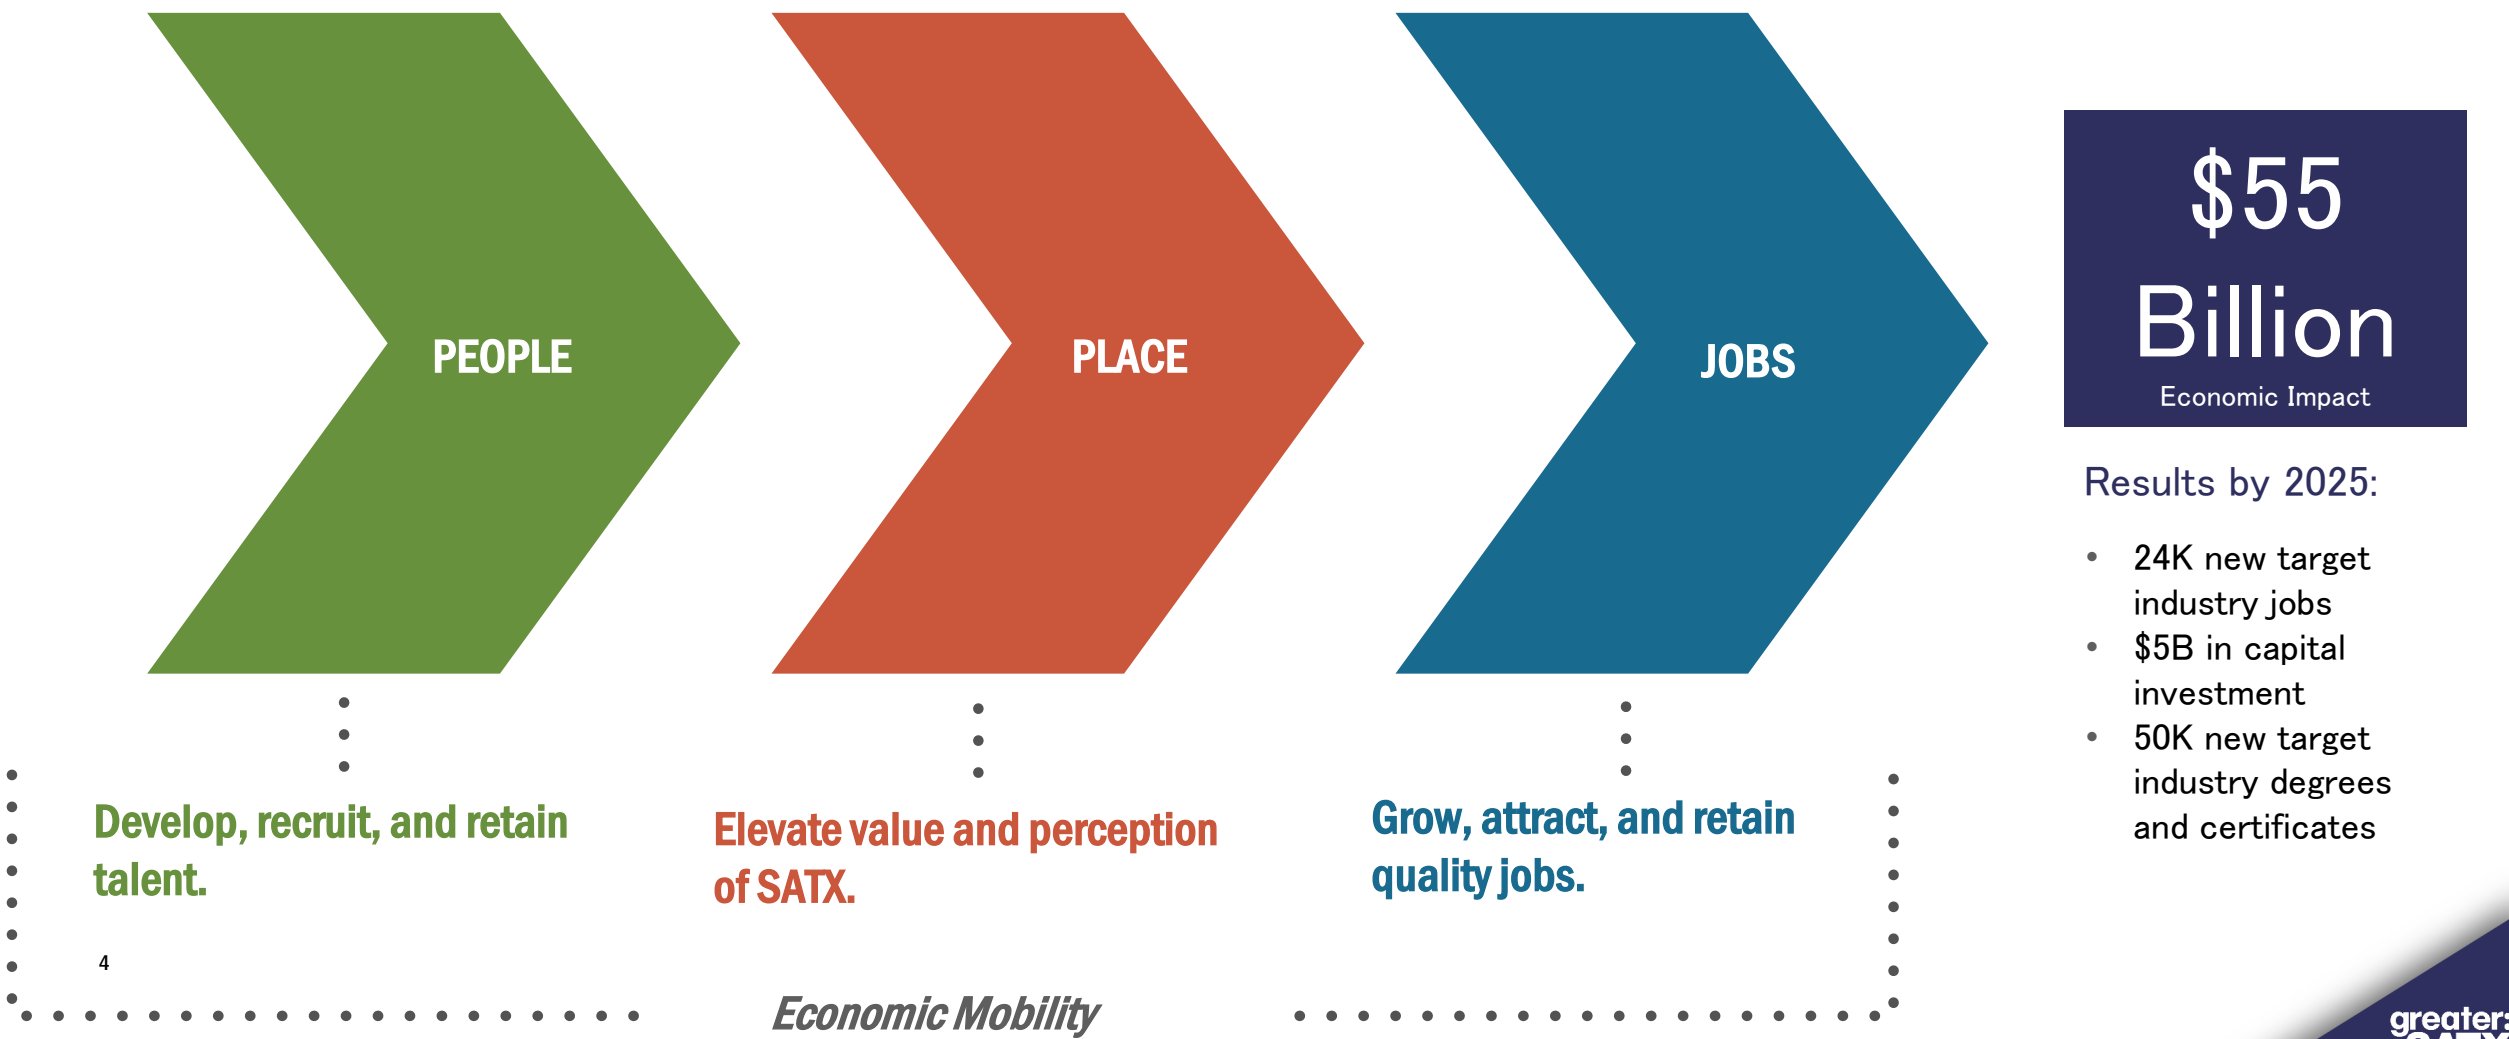 PEOPLE
PLACE
JOBS
Develop, recruit, and retain
talent.
Elevate value and perception
of SATX.
Grow, attract, and retain
quality jobs.
4
Economic Mobility
$55
Billion
Economic Impact
Results by 2025:
• 24K new target
industry jobs
• $5B in capital
investment
• 50K new target
industry degrees
and certificates
greater:
SATX